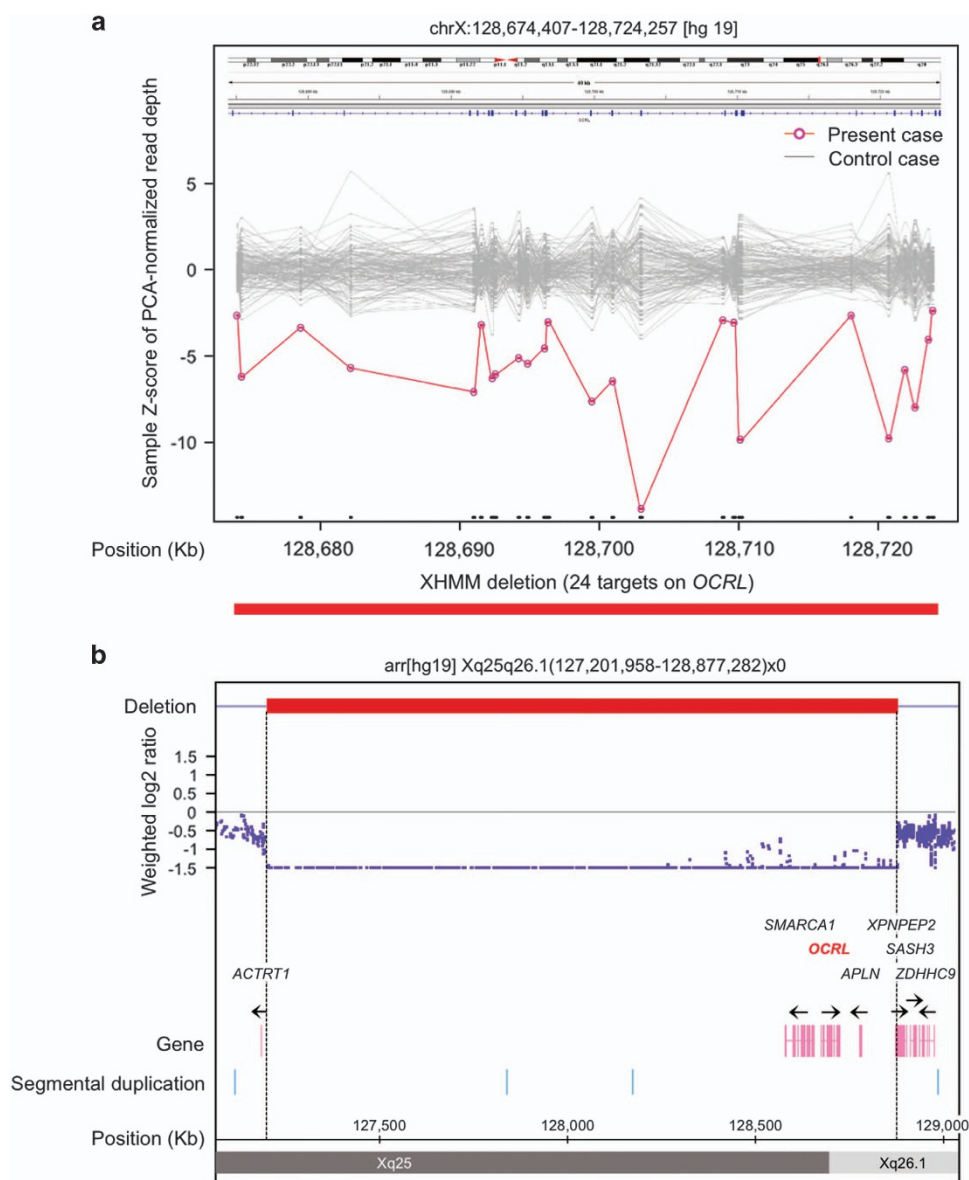 a
chrX:128,674,407-128,724,257 [hg 19]
Present case
Control case
Sample Z-score of PCA-normalized read depth
5
0
-5
-10
Position (Kb)
128,680
128,690
128,700
128,710
128,720
XHMM deletion (24 targets on OCRL)
b
arr[hg19] Xq25q26.1(127,201,958-128,877,282)x0
Deletion
Weighted log2 ratio
1.5
1
0.5
0
-0.5
-1
-1.5
SMARCA1 XPNPEP2
OCRL SASH3
ACTRT1 APLN ZDHHC9
Gene
Segmental duplication
Position (Kb)
127,500
128,000
128,500
129,000
Xq25
Xq26.1